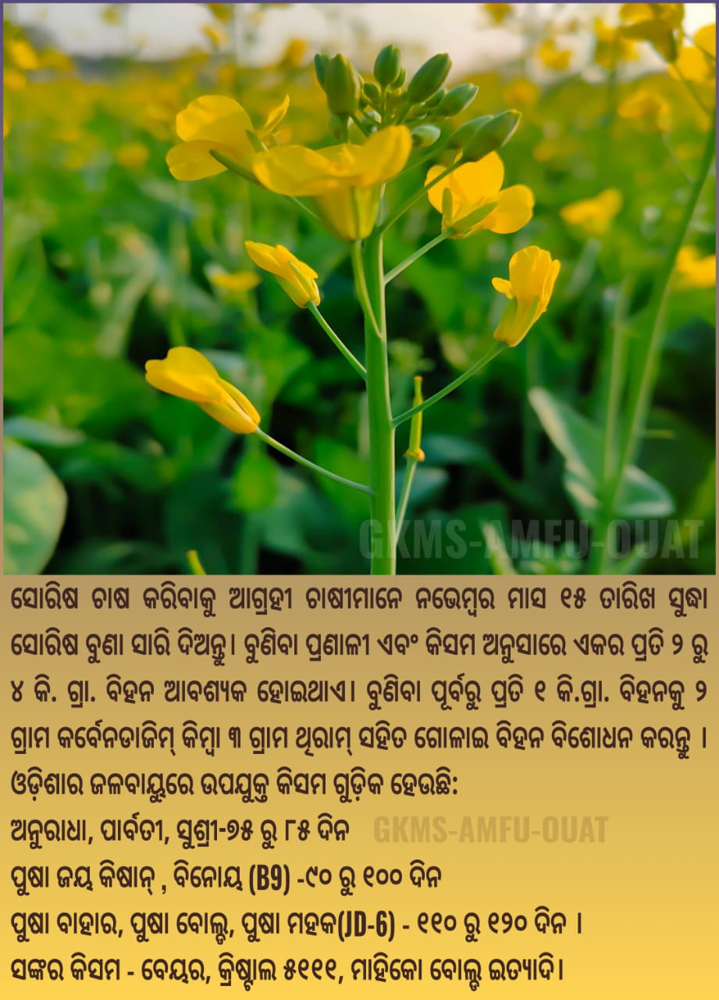 GKMS-AMFU-OUAT
ସୋରିଷ ଚାଷ କରିବାକୁ ଆଗ୍ରହୀ ଚାଷୀମାନେ ନଭେମ୍ବର ମାସ ୧୫ ତାରିଖ ସୁଦ୍ଧା
ସୋରିଷ ବୁଣା ସାରି ଦିଅନ୍ତୁ। ବୁଣିବା ପ୍ରଣାଳୀ ଏବଂ କିସମ ଅନୁସାରେ ଏକର ପ୍ରତି ୨ ରୁ
୪ କି. ଗ୍ରା. ବିହନ ଆବଶ୍ୟକ ହୋଇଥାଏ। ବୁଣିବା ପୂର୍ବରୁ ପ୍ରତି ୧ କି.ଗ୍ରା. ବିହନକୁ ୨
ଗ୍ରାମ କର୍ବେନଡାଜିମ୍ କିମ୍ବା ୩ ଗ୍ରାମ ଥିରାମ୍ ସହିତ ଗୋଳାଇ ବିହନ ବିଶୋଧନ କରନ୍ତୁ ।
ଓଡ଼ିଶାର ଜଳବାୟୁରେ ଉପଯୁକ୍ତ କିସମ ଗୁଡ଼ିକ ହେଉଛି:
ଅନୁରାଧା, ପାର୍ବତୀ, ସୁଶ୍ରୀ-୭୫ ରୁ ୮୫ ଦିନ GKMS-AMFU-OUAT
ପୁଷା ଜୟ କିଷାନ୍ , ବିନୋୟ (B9) -୯୦ ରୁ ୧୦୦ ଦିନ
ପୁଷା ବାହାର, ପୁଷା ବୋଲ୍ଡ, ପୁଷା ମହକ(JD-6) - ୧୧୦ ରୁ ୧୨୦ ଦିନ ।
ସଙ୍କର କିସମ - ବେୟର, କ୍ରିଷ୍ଟାଲ ୫୧୧୧, ମାହିକୋ ବୋଲ୍ଡ ଇତ୍ୟାଦି।